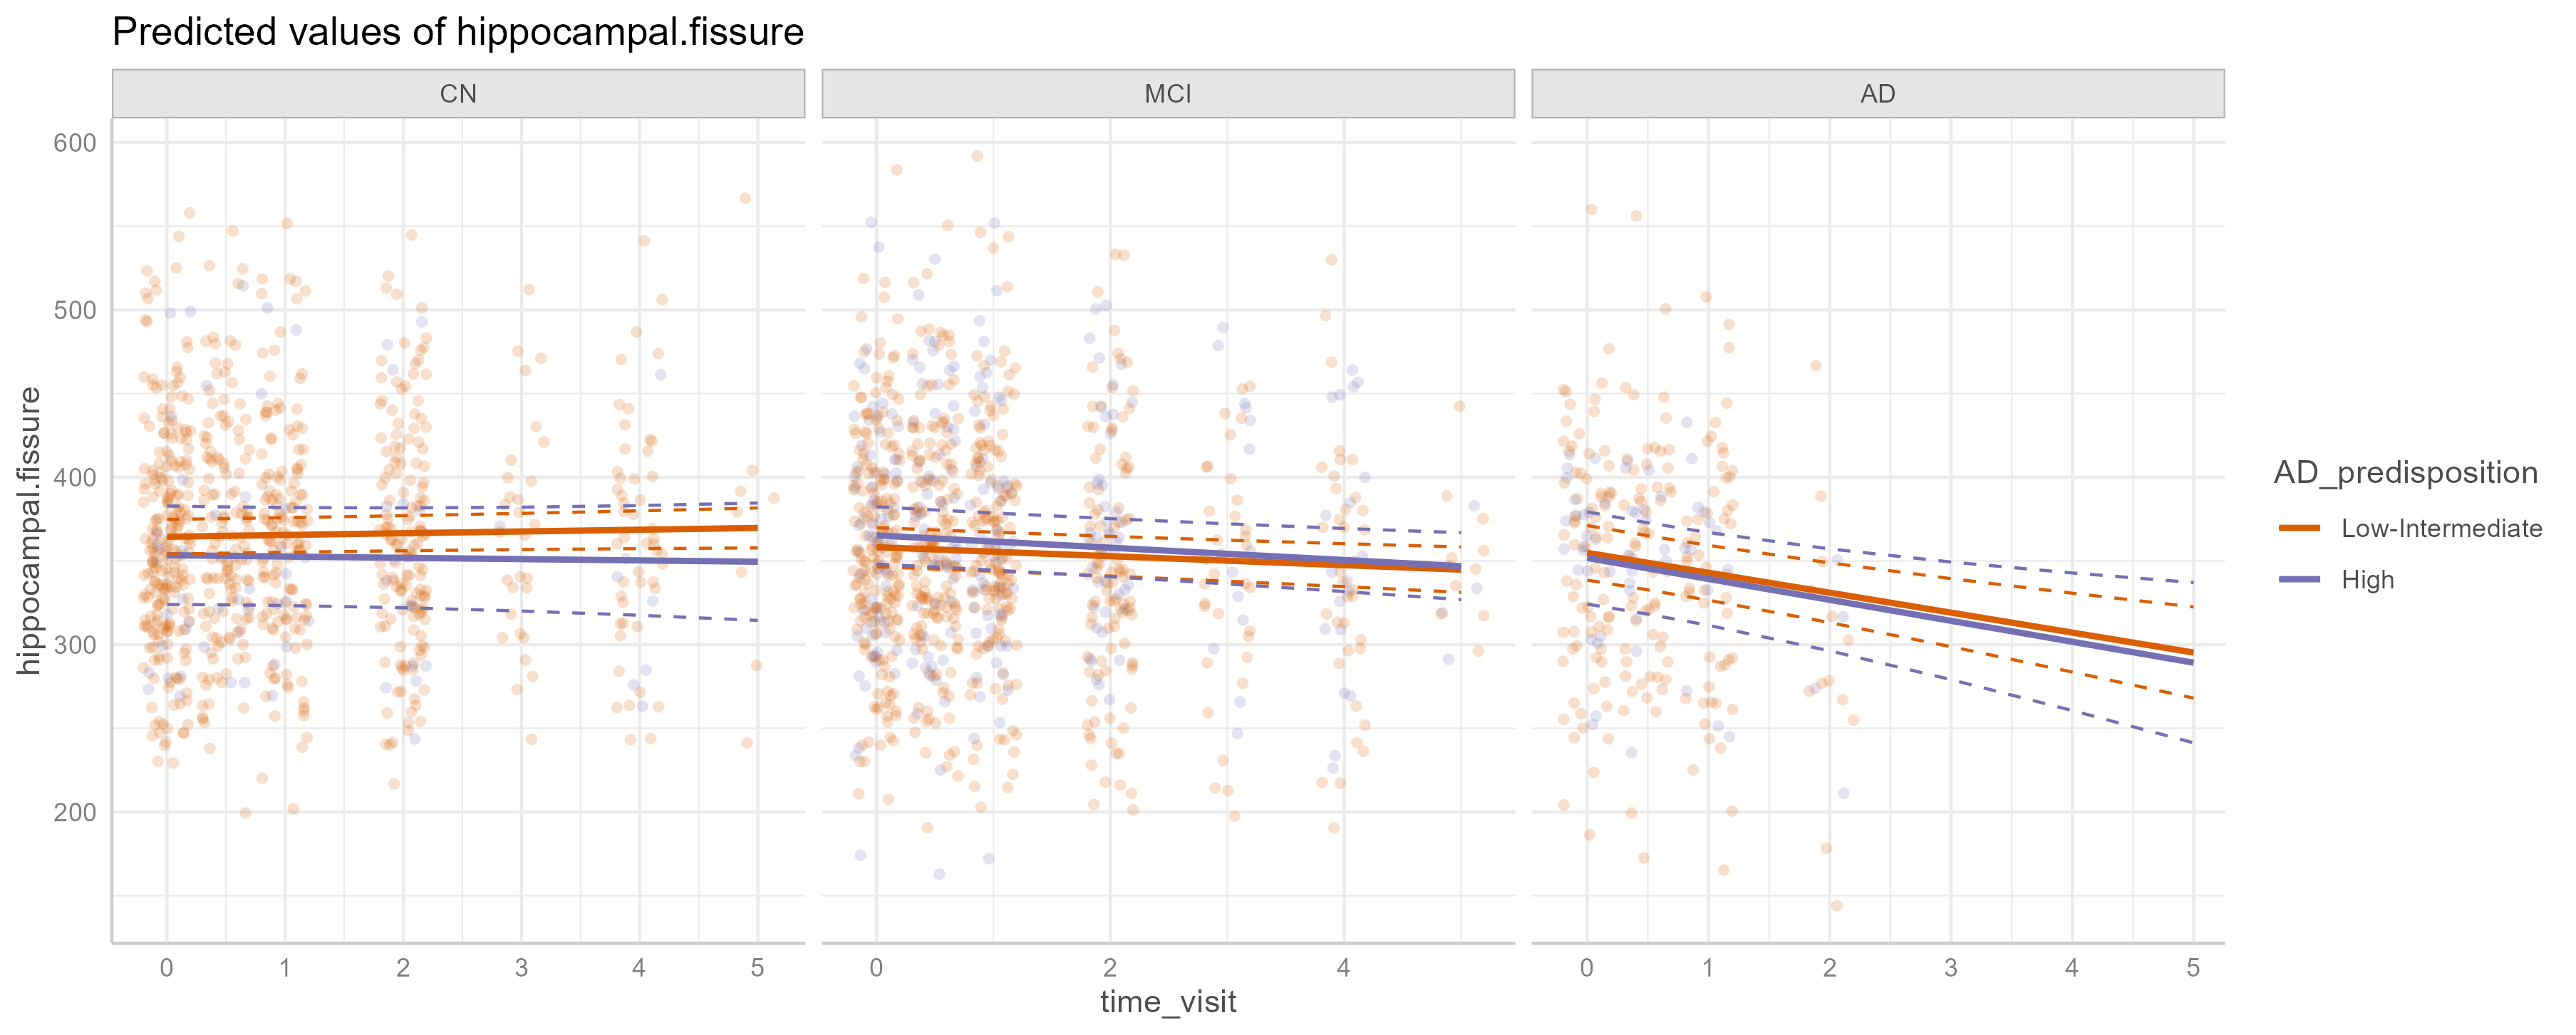 Predicted values of hippocampal.fissure
CN
MCI
AD
hippocampal.fissure
600
500
400
300
200
0 1 2 3 4 5
0 2 4
0 1 2 3 4 5
time_visit
AD_predisposition
Low-Intermediate
High